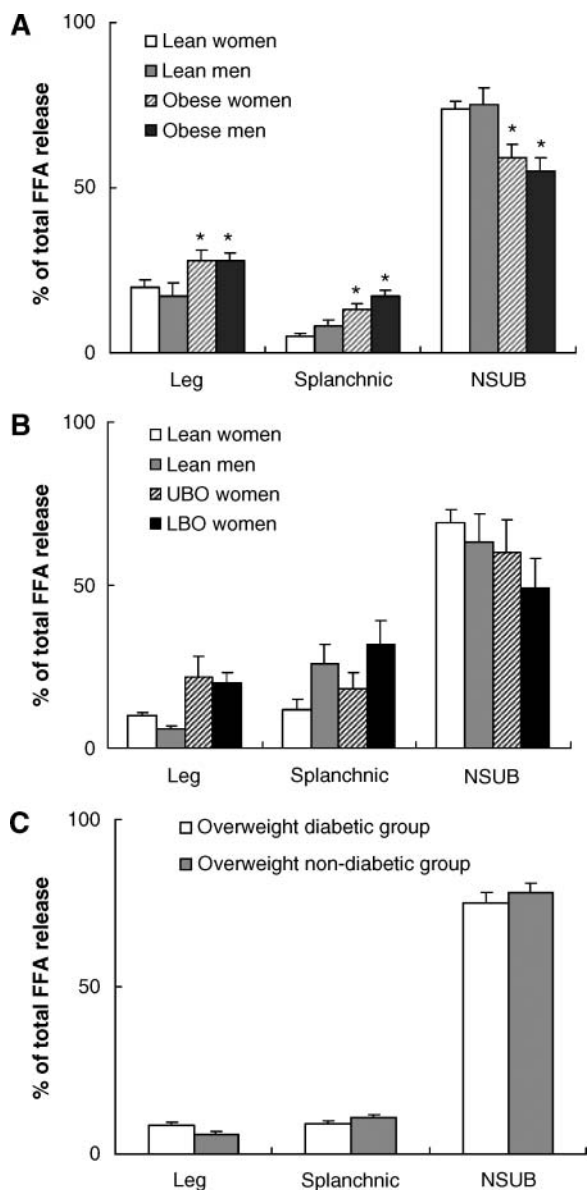 A
% of total FFA release
100
50
0
Lean women
Lean men
Obese women
Obese men
* *
* *
* *
Leg Splanchnic NSUB
B
% of total FFA release
100
50
0
Lean women
Lean men
UBO women
LBO women
Leg Splanchnic NSUB
C
% of total FFA release
100
50
0
Overweight diabetic group
Overweight non-diabetic group
Leg Splanchnic NSUB